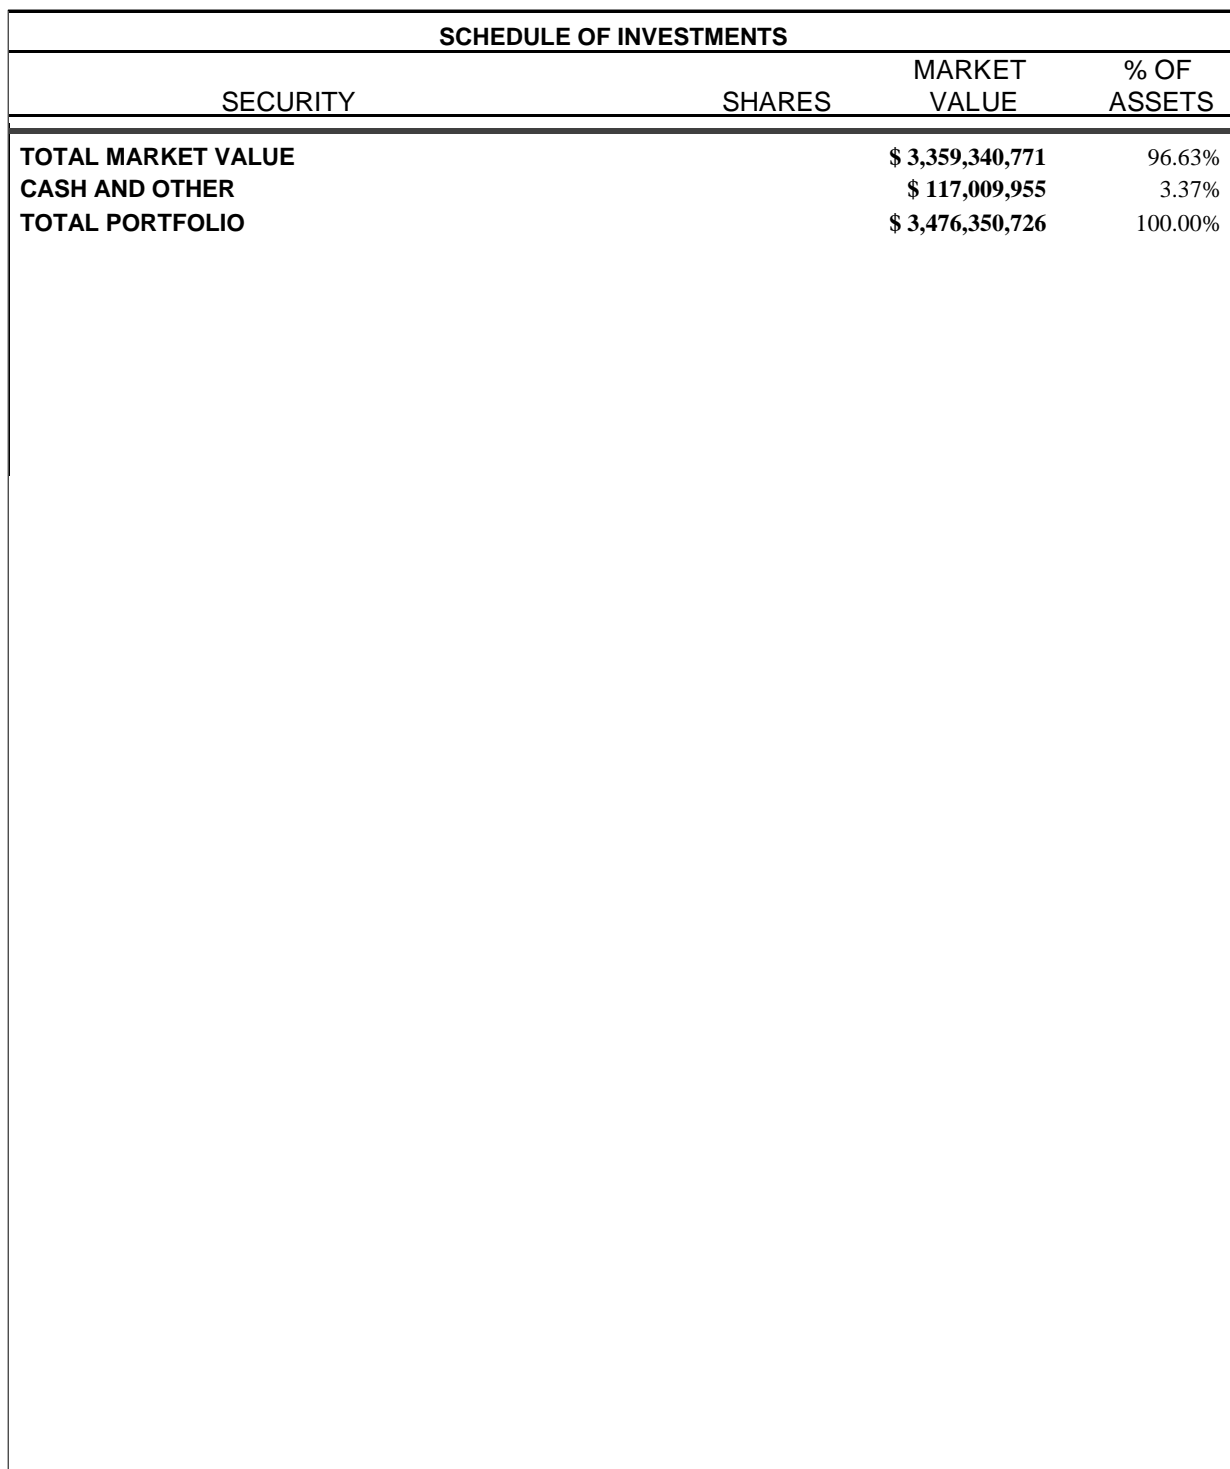 SCHEDULE OF INVESTMENTS
MARKET % OF
SECURITY SHARES VALUE ASSETS
TOTAL MARKET VALUE $ 3,359,340,771 96.63%
CASH AND OTHER $ 117,009,955 3.37%
TOTAL PORTFOLIO $ 3,476,350,726 100.00%